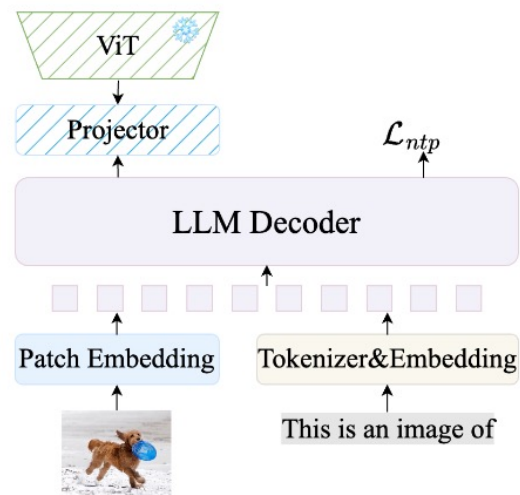 ViT
Projector
ℒntp
LLM Decoder
Patch Embedding
Tokenizer&Embedding
This is an image of